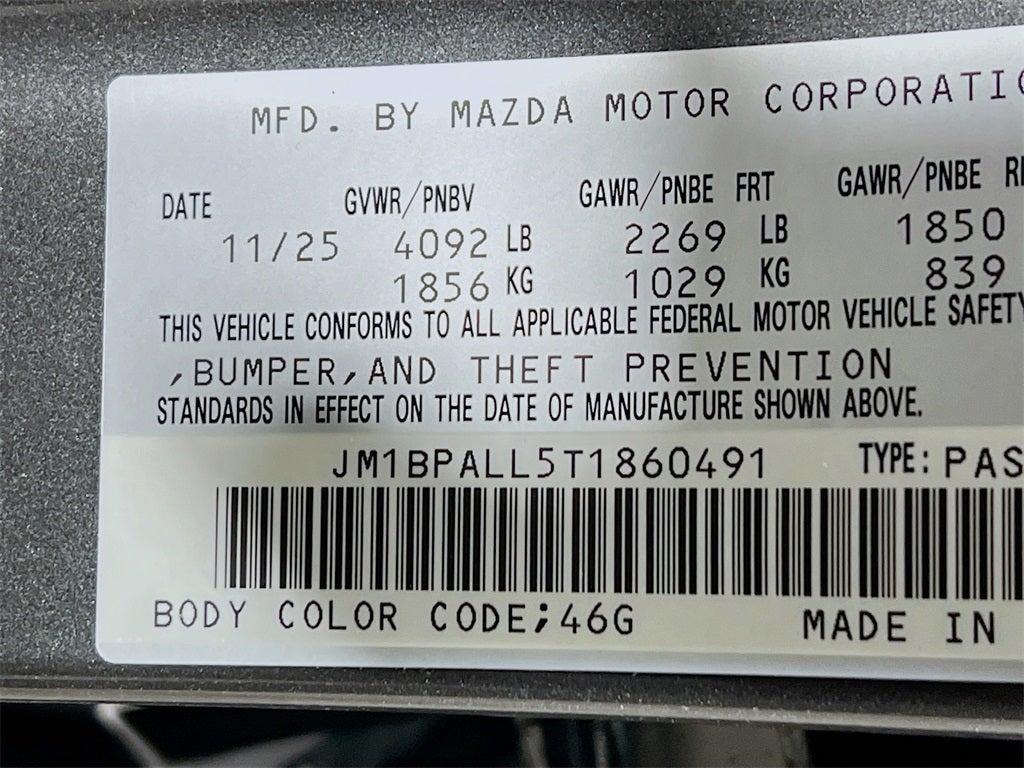 MFD. BY MAZDA MOTOR CORPORATIO
DATE GVWR/PNBV GAWR/PNBE FRT GAWR/PNBE R
11/25 4092 LB 2269 LB 1850
1856 KG 1029 KG 839
THIS VEHICLE CONFORMS TO ALL APPLICABLE FEDERAL MOTOR VEHICLE SAFETY
,BUMPER,AND THEFT PREVENTION
STANDARDS IN EFFECT ON THE DATE OF MANUFACTURE SHOWN ABOVE.
JM1BPALL5T1860491 TYPE: PAS
BODY COLOR CODE;46G MADE IN